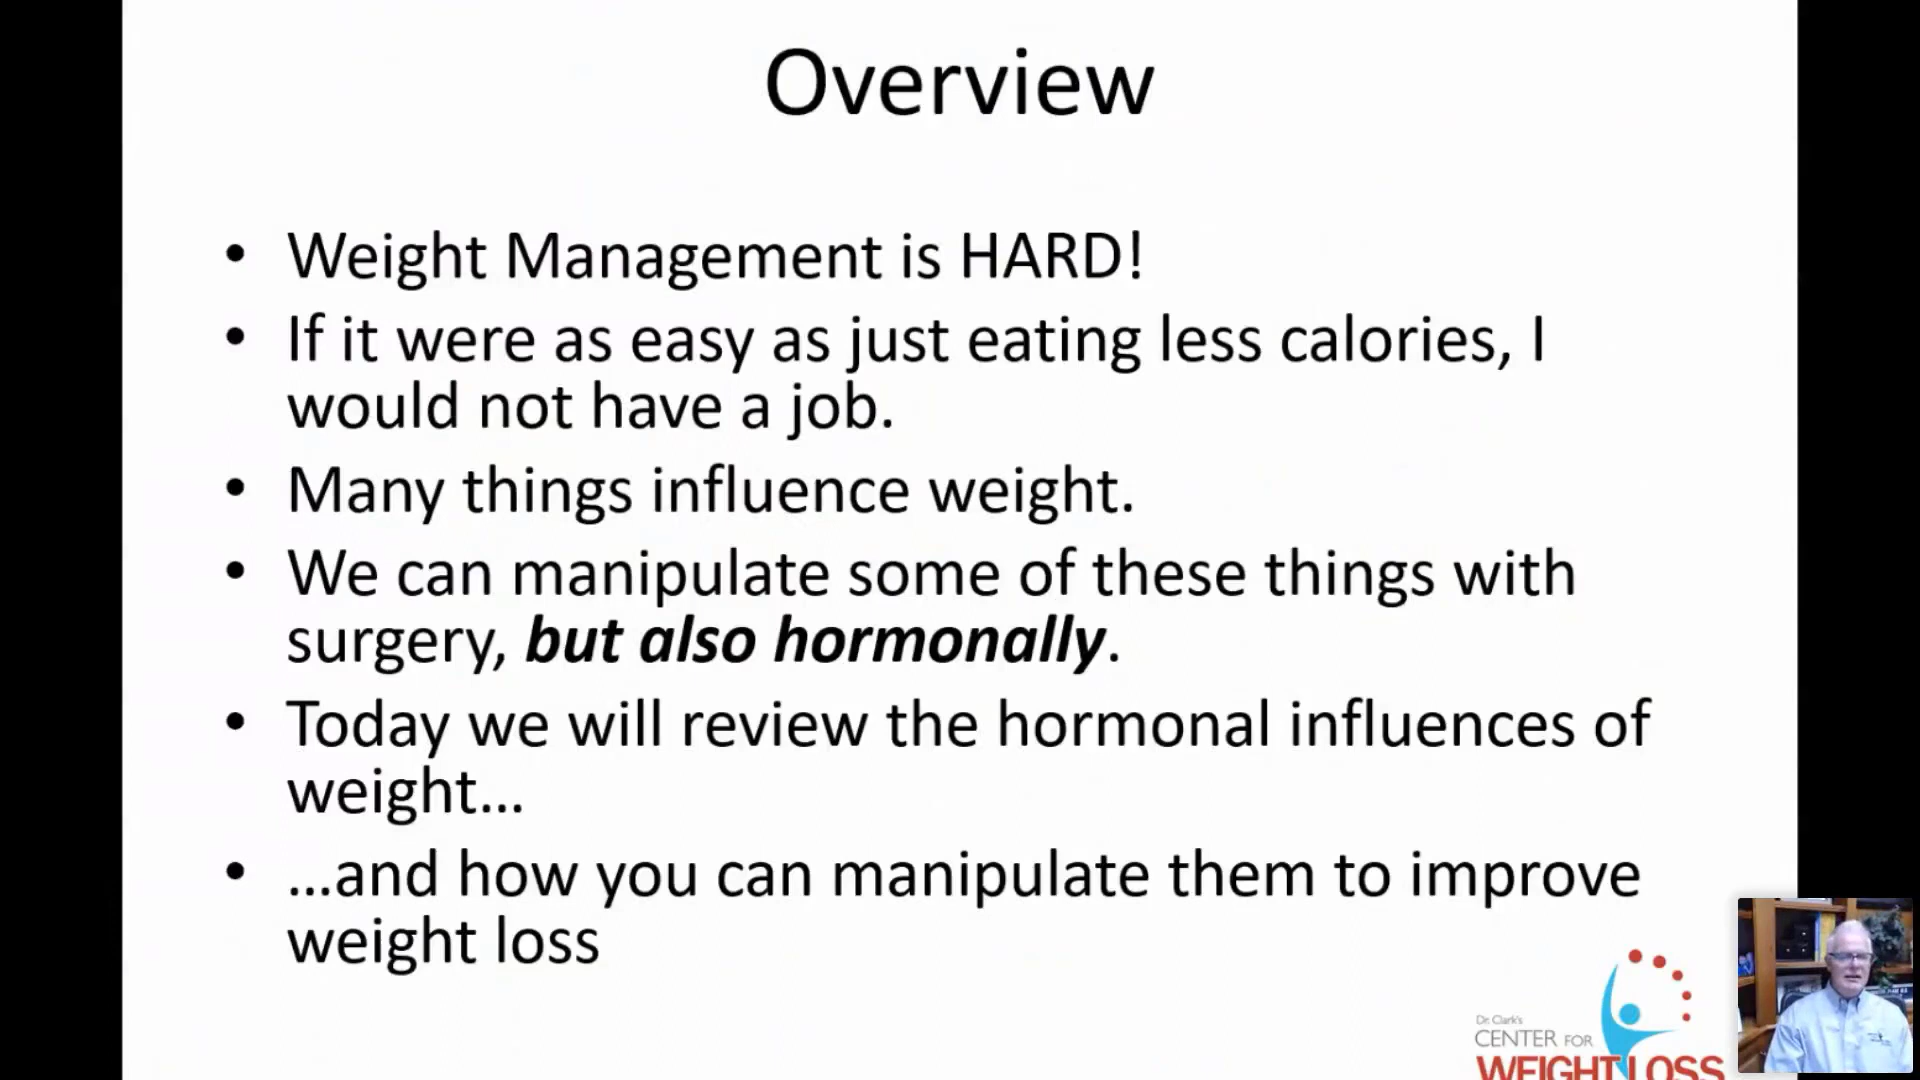 Overview
• Weight Management is HARD!
• If it were as easy as just eating less calories, I
would not have a job.
• Many things influence weight.
• We can manipulate some of these things with
surgery, but also hormonally.
• Today we will review the hormonal influences of
weight...
• ...and how you can manipulate them to improve
weight loss
Dr. Clark's
CENTER FOR
WEIGHT LOSS